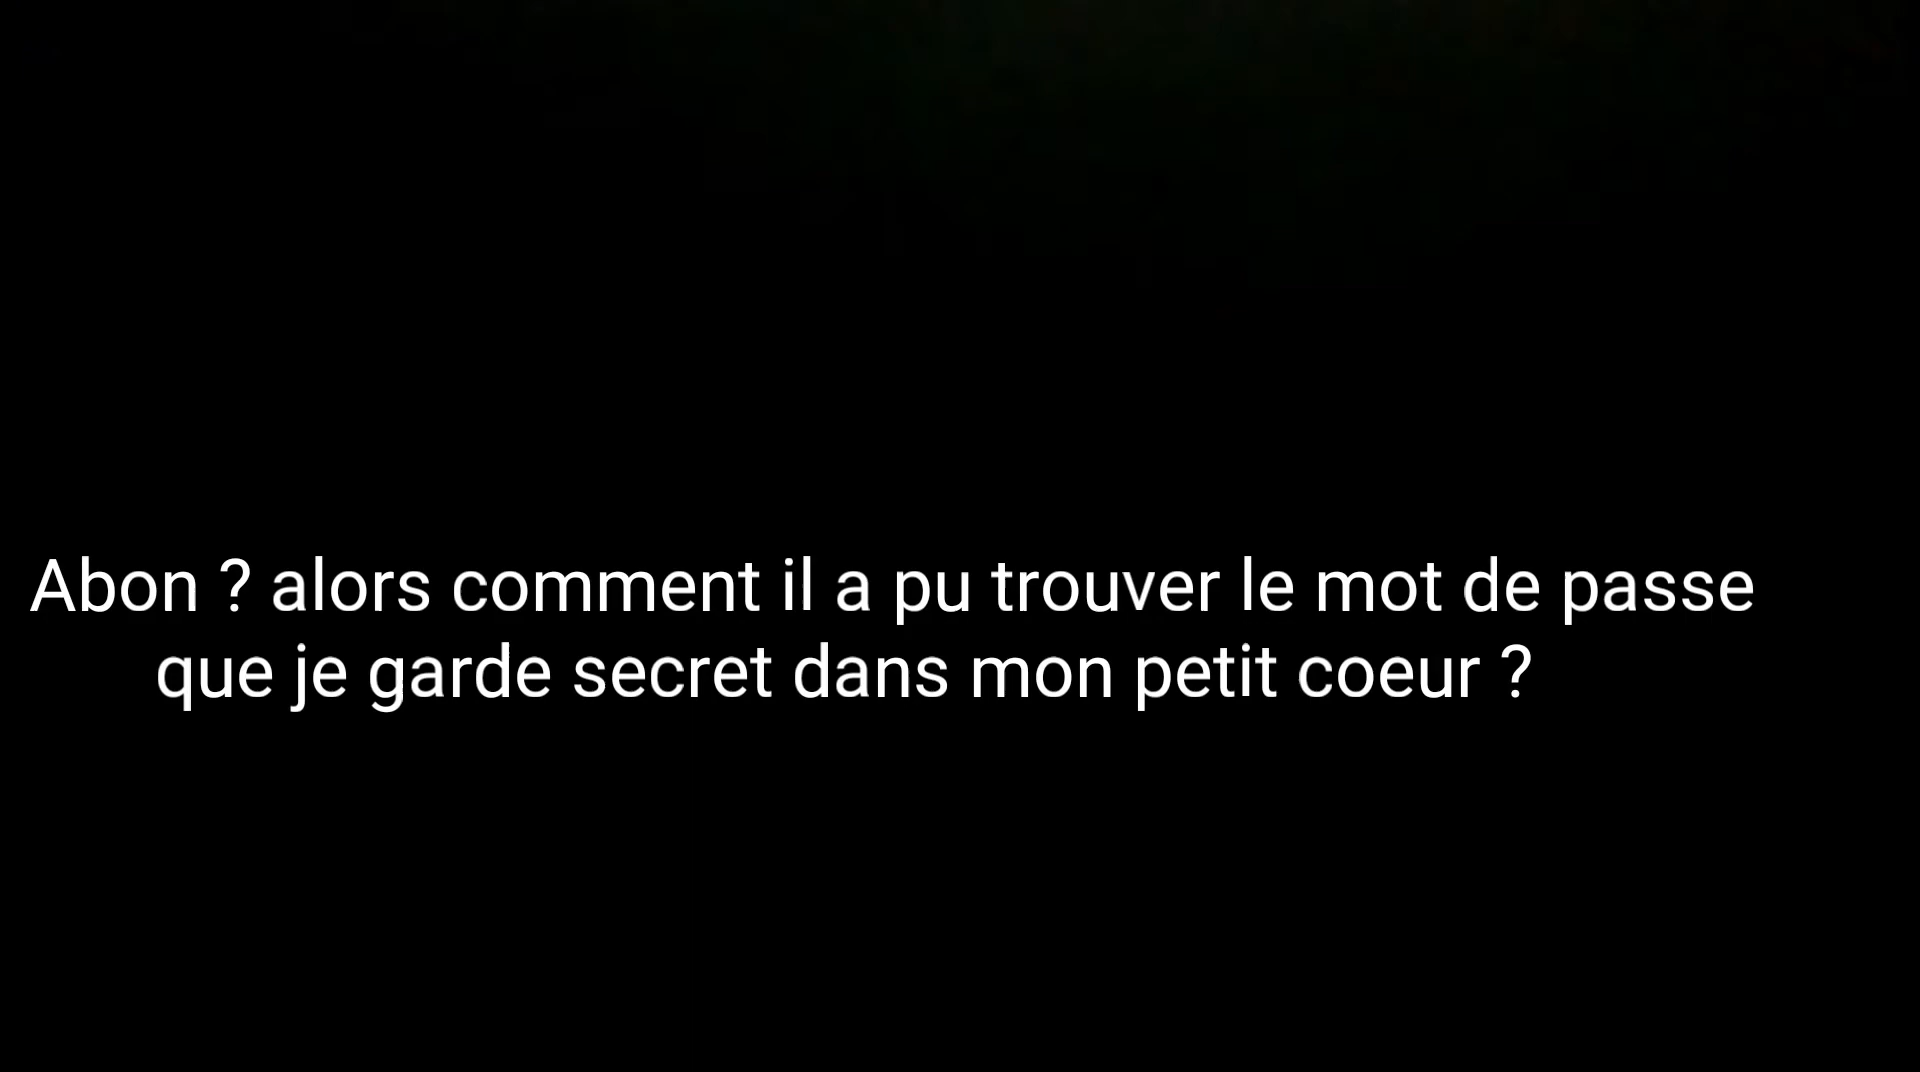 Abon ? alors comment il a pu trouver le mot de passe
que je garde secret dans mon petit coeur ?